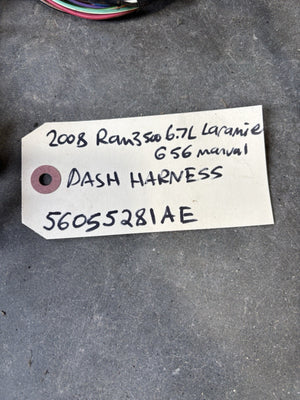 2008 Ram3500 6.7L Laramie
G56 manual
DASH HARNESS
56055281AE